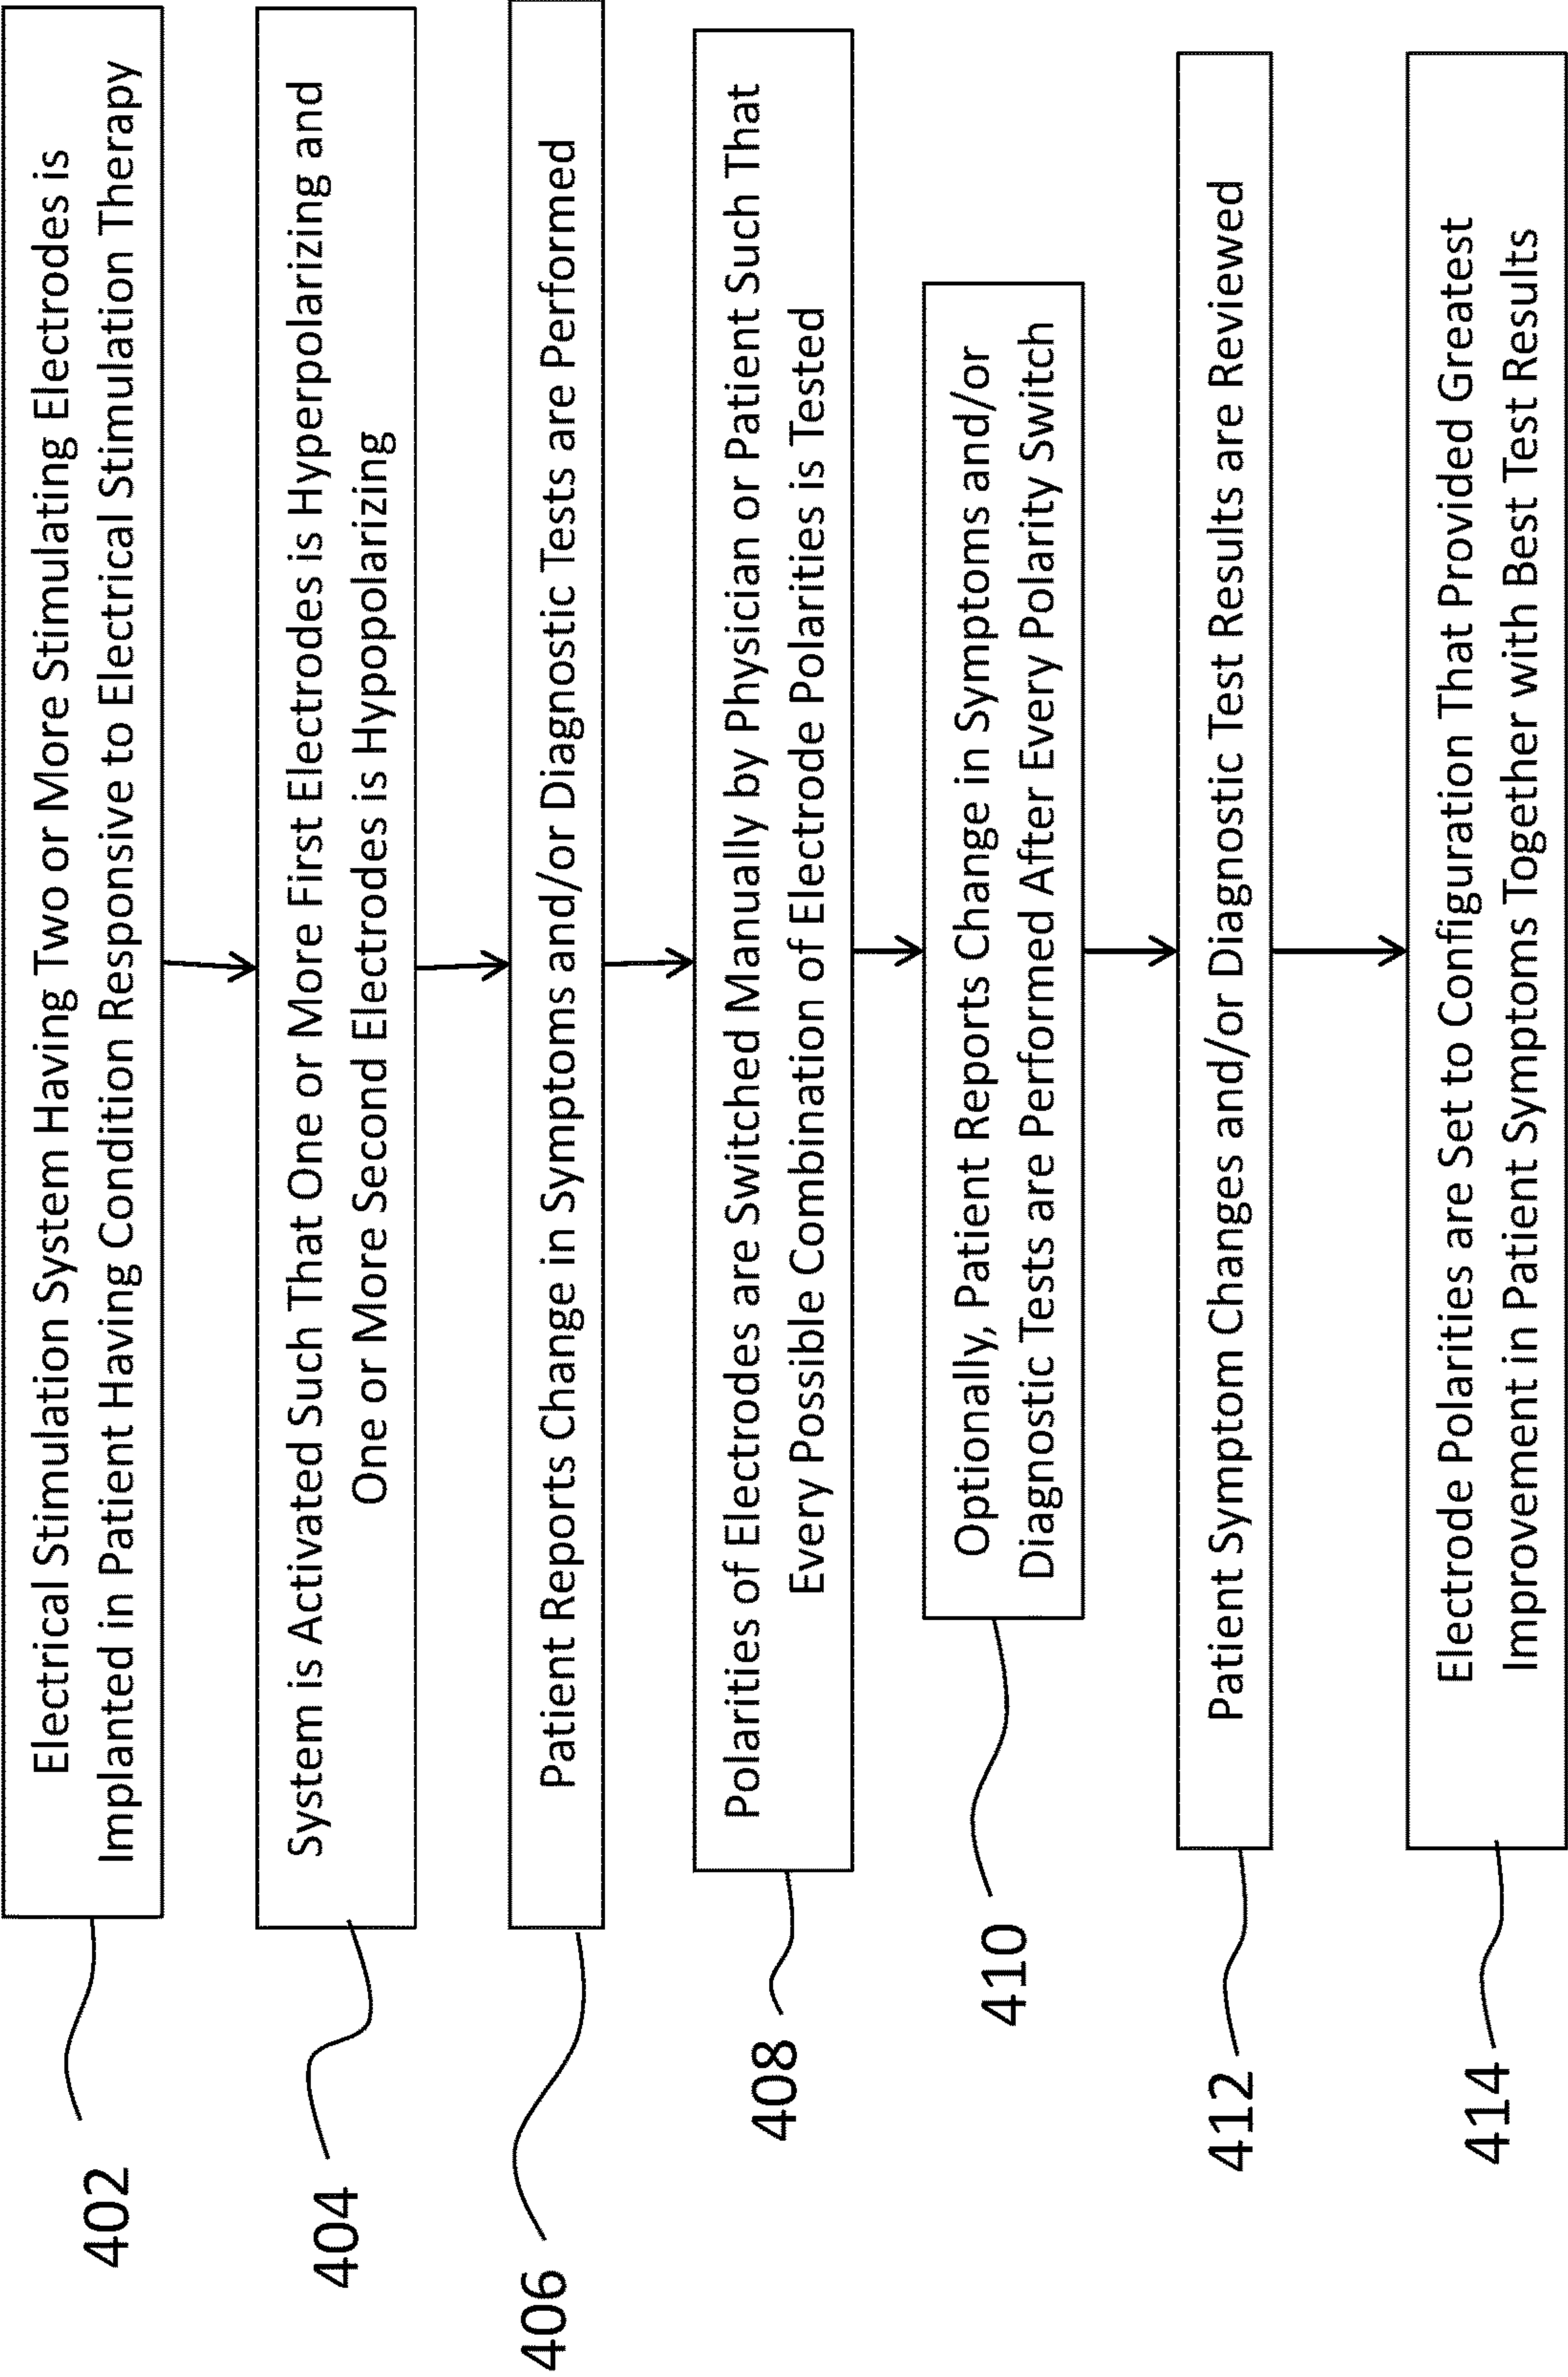 Electrical Stimulation System Having Two or More Stimulating Electrodes is
Implanted in Patient Having Condition Responsive to Electrical Stimulation Therapy
402
System is Activated Such That One or More First Electrodes is Hyperpolarizing and
One or More Second Electrodes is Hypopolarizing
404
Patient Reports Change in Symptoms and/or Diagnostic Tests are Performed
406
Polarities of Electrodes are Switched Manually by Physician or Patient Such That
Every Possible Combination of Electrode Polarities is Tested
408
Optionally, Patient Reports Change in Symptoms and/or
Diagnostic Tests are Performed After Every Polarity Switch
410
Patient Symptom Changes and/or Diagnostic Test Results are Reviewed
412
Electrode Polarities are Set to Configuration That Provided Greatest
Improvement in Patient Symptoms Together with Best Test Results
414